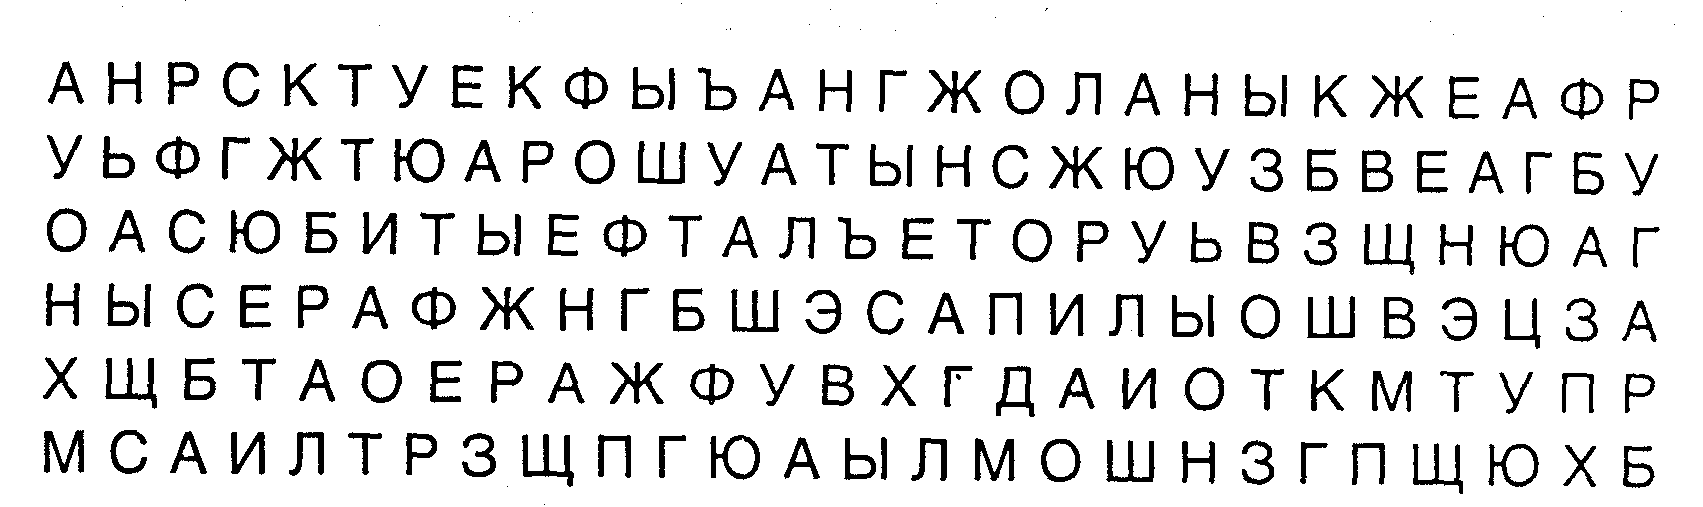 А Н Р С К Т У Е К Ф Ы Ъ А Н Г Ж О Л А Н Ы К Ж Е А Ф Р
У Ь Ф Г Ж Т Ю А Р О Ш У А Т Ы Н С Ж Ю У З Б В Е А Г Б У
О А С Ю Б И Т Ы Е Ф Т А Л Ъ Е Т О Р У Ь В З Щ Н Ю А Г
Н Ы С Е Р А Ф Ж Н Г Б Ш Э С А П И Л Ы О Ш В Э Ц З А
Х Щ Б Т А О Е Р А Ж Ф У В Х Г Д А И О Т К М Т У П Р
М С А И Л Т Р З Щ П Г Ю А Ы Л М О Ш Н З Г П Щ Ю Х Б